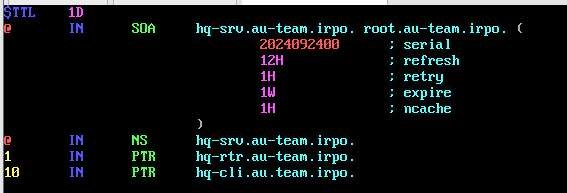 $TTL 1D
@ IN SOA hq-srv.au-team.irpo. root.au-team.irpo. (
2024092400 ; serial
12H ; refresh
1H ; retry
1W ; expire
1H ; ncache
)
@ IN NS hq-srv.au-team.irpo.
1 IN PTR hq-rtr.au-team.irpo.
10 IN PTR hq-cli.au.team.irpo.